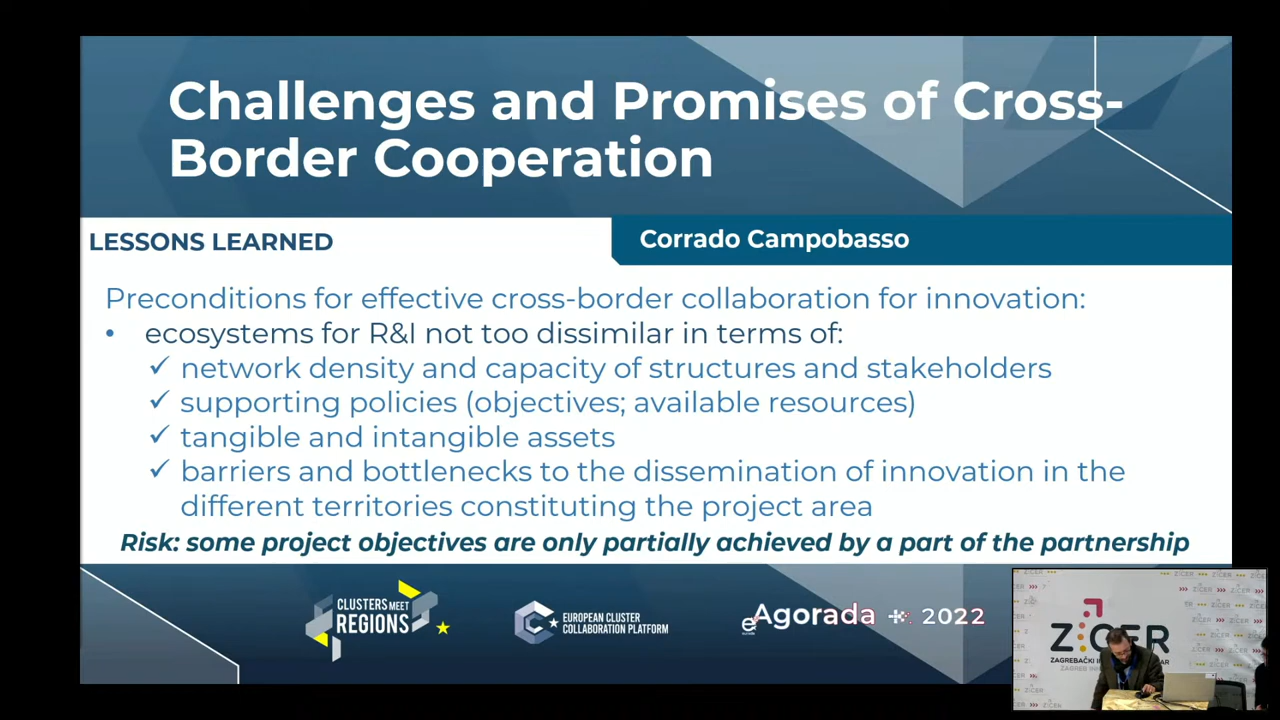 Challenges and Promises of Cross-
Border Cooperation
LESSONS LEARNED
Corrado Campobasso
Preconditions for effective cross-border collaboration for innovation:
• ecosystems for R&I not too dissimilar in terms of:
✓ network density and capacity of structures and stakeholders
✓ supporting policies (objectives; available resources)
✓ tangible and intangible assets
✓ barriers and bottlenecks to the dissemination of innovation in the
different territories constituting the project area
Risk: some project objectives are only partially achieved by a part of the partnership
CLUSTERS MEET
REGIONS
EUROPEAN CLUSTER
COLLABORATION PLATFORM
Agorada 2022
ZICER